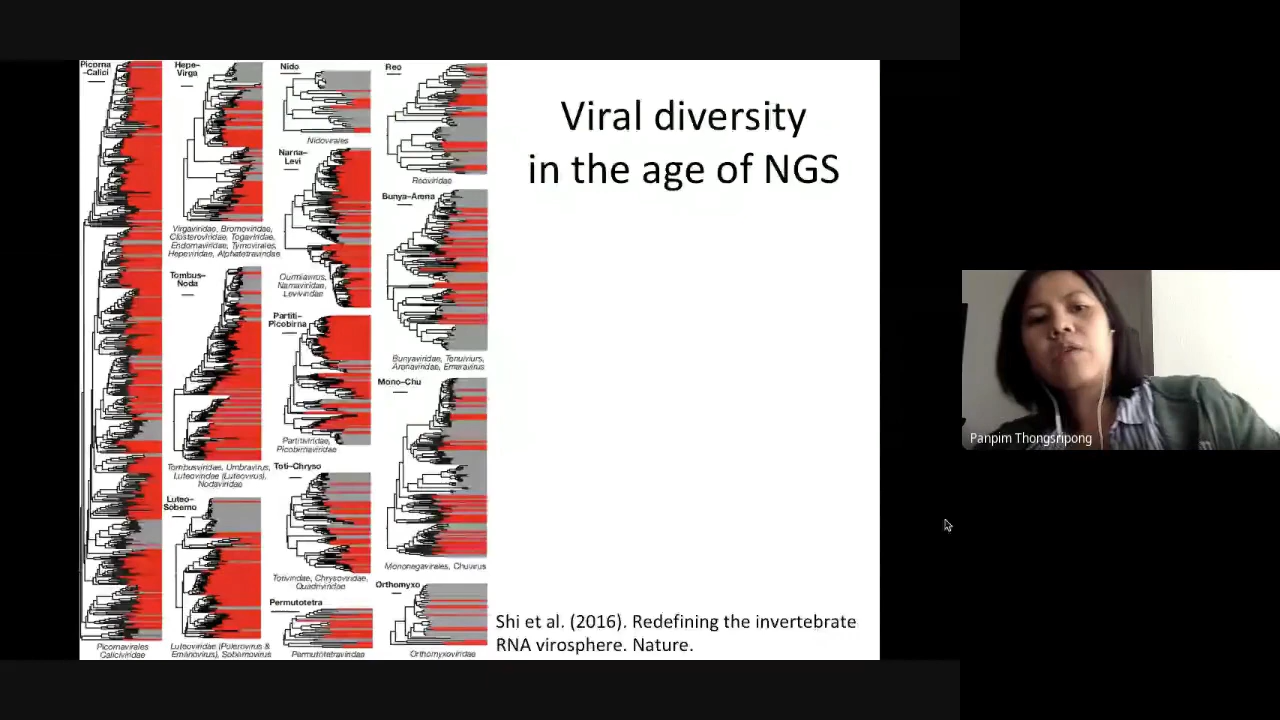 Picorna
–Calici
Picornavirales
Caliciviridae
Hepe–
Virga
Virgaviridae, Bromoviridae,
Closteroviridae, Togaviridae,
Endornaviridae, Tymovirales,
Hepeviridae, Alphatetraviridae
Tombus–
Noda
Tombusviridae, Umbravirus,
Luteoviridae (Luteovirus),
Nodaviridae
Luteo–
Sobemo
Luteoviridae (Polerovirus &
Enamovirus), Sobemovirus
Nido
Nidovirales
Narna–
Levi
Ourmiavirus,
Narnaviridae,
Leviviridae
Partiti–
Picobirna
Partitiviridae,
Picobirnaviridae
Toti–Chryso
Totiviridae, Chrysoviridae,
Quadriviridae
Permutotetra
Permutotetraviridae
Reo
Reoviridae
Bunya–Arena
Bunyaviridae, Tenuivirus,
Arenaviridae, Emaravirus
Mono–Chu
Mononegavirales, Chuvirus
Orthomyxo
Orthomyxoviridae
Viral diversity
in the age of NGS
Shi et al. (2016). Redefining the invertebrate
RNA virosphere. Nature.
Panpim Thongsripong